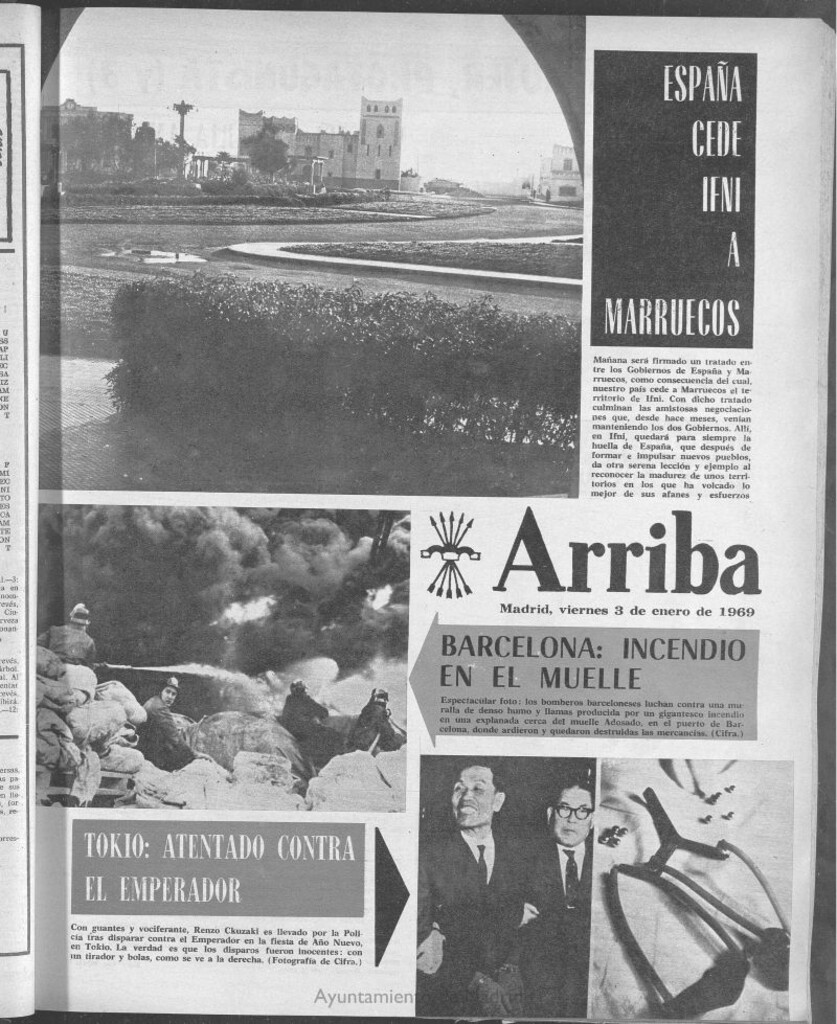 ESPAÑA
CEDE
IFNI
A
MARRUECOS
Mañana será firmado un tratado en-
tre los Gobiernos de España y Ma-
rruecos, como consecuencia del cual,
nuestro país cede a Marruecos el te-
rritorio de Ifni. Con dicho tratado
culminan las amistosas negociacio-
nes que, desde hace meses, venían
manteniendo los dos Gobiernos. Allí,
en Ifni, quedará para siempre la
huella de España, que después de
formar e impulsar nuevos pueblos,
da otra serena lección y ejemplo al
reconocer la madurez de unos terri-
torios en los que ha volcado lo
mejor de sus afanes y esfuerzos
Arriba
Madrid, viernes 3 de enero de 1969
BARCELONA: INCENDIO
EN EL MUELLE
Espectacular foto: los bomberos barceloneses luchan contra una mu-
ralla de denso humo y llamas producida por un gigantesco incendio
en una explanada cerca del muelle Adosado, en el puerto de Bar-
celona, donde ardieron y quedaron destruidas las mercancías. (Cifra.)
TOKIO: ATENTADO CONTRA
EL EMPERADOR
Con guantes y vociferante, Renzo Ckuzaki es llevado por la Poli-
cía tras disparar contra el Emperador en la fiesta de Año Nuevo,
en Tokio. La verdad es que los disparos fueron inocentes: con
un tirador y bolas, como se ve a la derecha. (Fotografía de Cifra.)
Ayuntamiento de Madrid